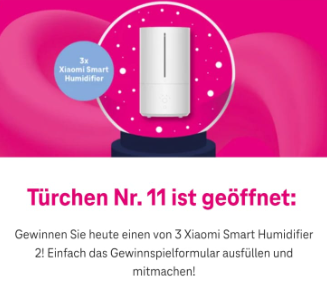 3x
Xiaomi Smart
Humidifier
Türchen Nr. 11 ist geöffnet:
Gewinnen Sie heute einen von 3 Xiaomi Smart Humidifier
2! Einfach das Gewinnspielformular ausfüllen und
mitmachen!